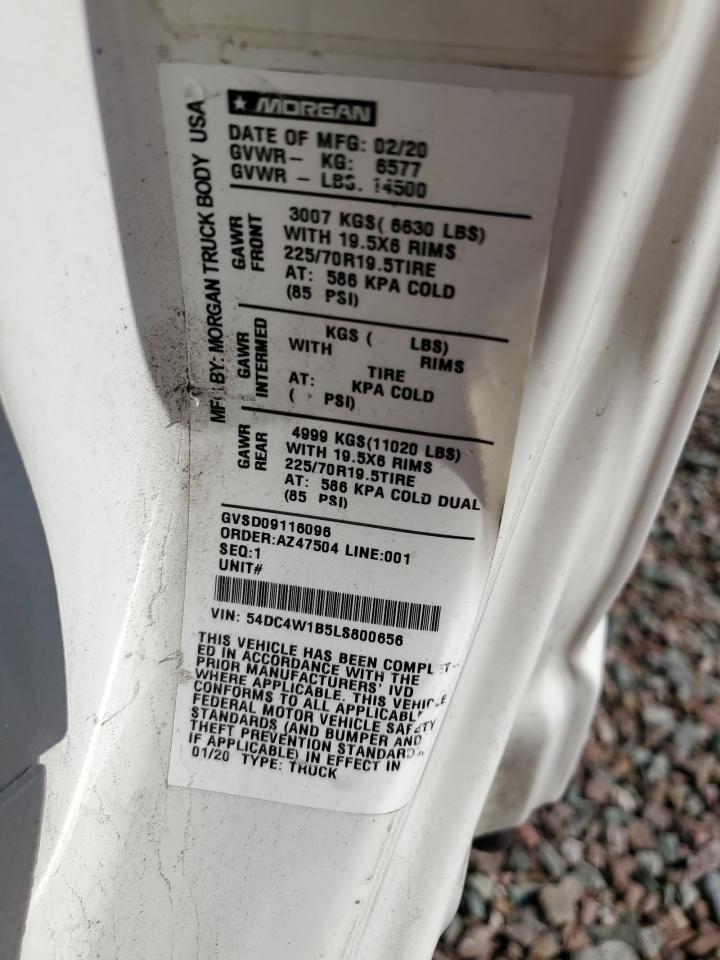 ★ MORGAN
MFG BY: MORGAN TRUCK BODY USA
DATE OF MFG: 02/20
GVWR - KG: 6577
GVWR - LBS. 14500
GAWR FRONT
3007 KGS( 6630 LBS)
WITH 19.5X6 RIMS
225/70R19.5TIRE
AT: 586 KPA COLD
(85 PSI)
GAWR INTERMED
KGS ( LBS)
WITH RIMS
TIRE
AT: KPA COLD
( PSI)
GAWR REAR
4999 KGS(11020 LBS)
WITH 19.5X6 RIMS
225/70R19.5TIRE
AT: 586 KPA COLD DUAL
(85 PSI)
GVSD09116096
ORDER:AZ47504 LINE:001
SEQ:1
UNIT#
VIN: 54DC4W1B5LS800656
THIS VEHICLE HAS BEEN COMPLET-
ED IN ACCORDANCE WITH THE
PRIOR MANUFACTURERS' IVD
WHERE APPLICABLE. THIS VEHICLE
CONFORMS TO ALL APPLICABLE
FEDERAL MOTOR VEHICLE SAFETY
STANDARDS (AND BUMPER AND
THEFT PREVENTION STANDARDS,
IF APPLICABLE) IN EFFECT IN
01/20 TYPE: TRUCK